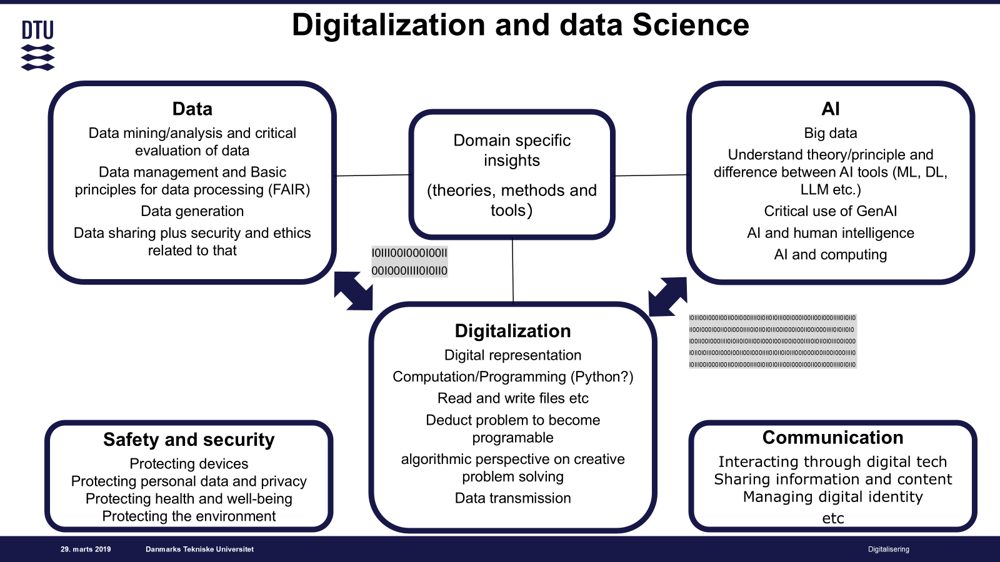 Digitalization and data Science
DTU
Data
Data mining/analysis and critical
evaluation of data
Data management and Basic
principles for data processing (FAIR)
Data generation
Data sharing plus security and ethics
related to that
Domain specific
insights
(theories, methods and
tools)
AI
Big data
Understand theory/principle and
difference between AI tools (ML, DL,
LLM etc.)
Critical use of GenAI
AI and human intelligence
AI and computing
IOIIIOOIOOOIOOII
OOIOOOIIIIOIOIIO
Digitalization
Digital representation
Computation/Programming (Python?)
Read and write files etc
Deduct problem to become
programable
algorithmic perspective on creative
problem solving
Data transmission
Safety and security
Protecting devices
Protecting personal data and privacy
Protecting health and well-being
Protecting the environment
Communication
Interacting through digital tech
Sharing information and content
Managing digital identity
etc
29. marts 2019
Danmarks Tekniske Universitet
Digitalisering